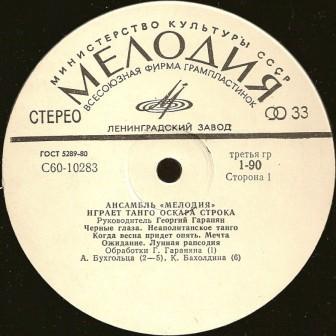 МИНИСТЕРСТВО КУЛЬТУРЫ СССР
МЕЛОДИЯ
ВСЕСОЮЗНАЯ ФИРМА ГРАМПЛАСТИНОК
СТЕРЕО
33
ЛЕНИНГРАДСКИЙ ЗАВОД
ГОСТ 5289-80
С60-10283
третья гр
1-90
Сторона 1
АНСАМБЛЬ «МЕЛОДИЯ»
ИГРАЕТ ТАНГО ОСКАРА СТРОКА
Руководитель Георгий Гаранян
Черные глаза. Неаполитанское танго
Когда весна придет опять. Мечта
Ожидание. Лунная рапсодия
Обработки Г. Гараняна (1)
А. Бухгольца (2—5), К. Бахолдина (6)